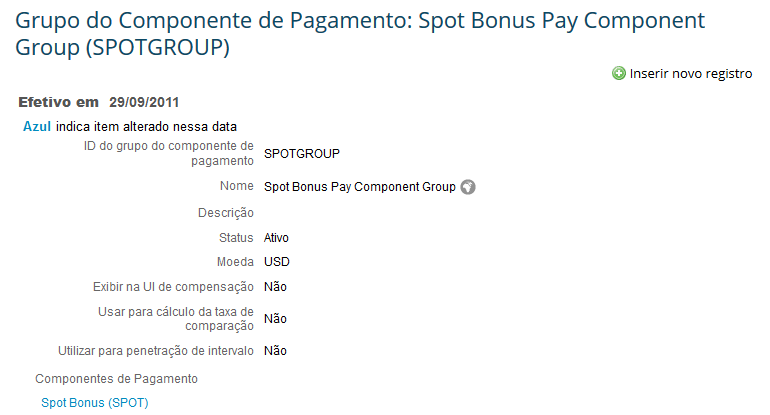 Grupo do Componente de Pagamento: Spot Bonus Pay Component
Group (SPOTGROUP)
Inserir novo registro
Efetivo em 29/09/2011
Azul indica item alterado nessa data
ID do grupo do componente de
pagamento SPOTGROUP
Nome Spot Bonus Pay Component Group
Descrição
Status Ativo
Moeda USD
Exibir na UI de compensação Não
Usar para cálculo da taxa de
comparação Não
Utilizar para penetração de intervalo Não
Componentes de Pagamento
Spot Bonus (SPOT)